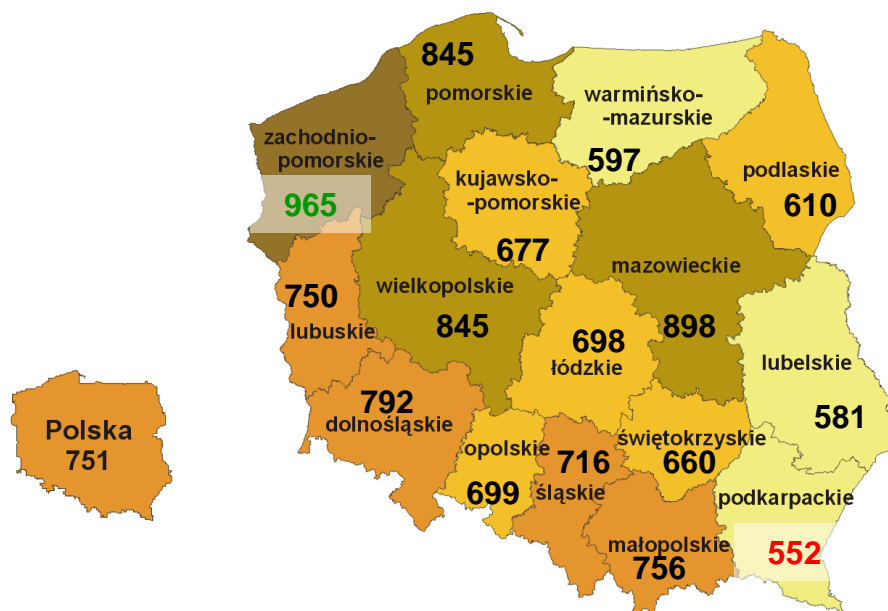 845
pomorskie
warmińsko-
-mazurskie
597
zachodnio-
pomorskie
965
podlaskie
610
kujawsko-
-pomorskie
677
mazowieckie
898
750
lubuskie
wielkopolskie
845
698
łódzkie
lubelskie
581
792
dolnośląskie
Polska
751
opolskie
699
716
śląskie
świętokrzyskie
660
podkarpackie
552
małopolskie
756